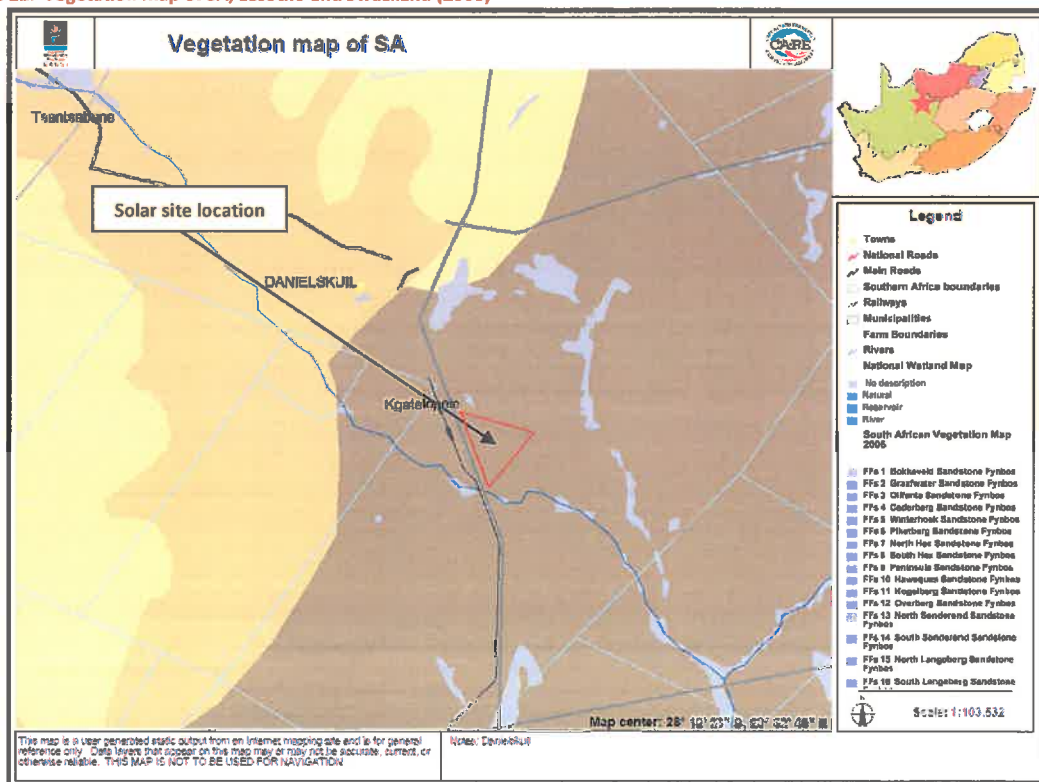 Vegetation map of SA
CARE
Tsantsabane
Solar site location
DANIELSKUIL
Kgatelopele
Map center: 28°
Legend
Towns
National Roads
Main Roads
Southern Africa boundaries
Railways
Municipalities
Farm Boundaries
Rivers
National Wetland Map
No description
Natural
Reservoir
River
South African Vegetation Map
2006
FFs 1 Bokkeveld Sandstone Fynbos
FFs 2 Graafwater Sandstone Fynbos
FFs 3 Olifants Sandstone Fynbos
FFs 4 Cederberg Sandstone Fynbos
FFs 5 Winterhoek Sandstone Fynbos
FFs 6 Piketberg Sandstone Fynbos
FFs 7 North Hex Sandstone Fynbos
FFs 8 South Hex Sandstone Fynbos
FFs 9 Peninsula Sandstone Fynbos
FFs 10 Hawequas Sandstone Fynbos
FFs 11 Kogelberg Sandstone Fynbos
FFs 12 Overberg Sandstone Fynbos
FFs 13 North Sonderend Sandstone
Fynbos
FFs 14 South Sonderend Sandstone
Fynbos
FFs 15 North Langeberg Sandstone
Fynbos
FFs 16 South Langeberg Sandstone
Scale: 1:103,532
This map is a user generated static output from an Internet mapping site and is for general
reference only. Data layers that appear on this map may or may not be accurate, current, or
otherwise reliable. THIS MAP IS NOT TO BE USED FOR NAVIGATION.
Notes: Danielskuil